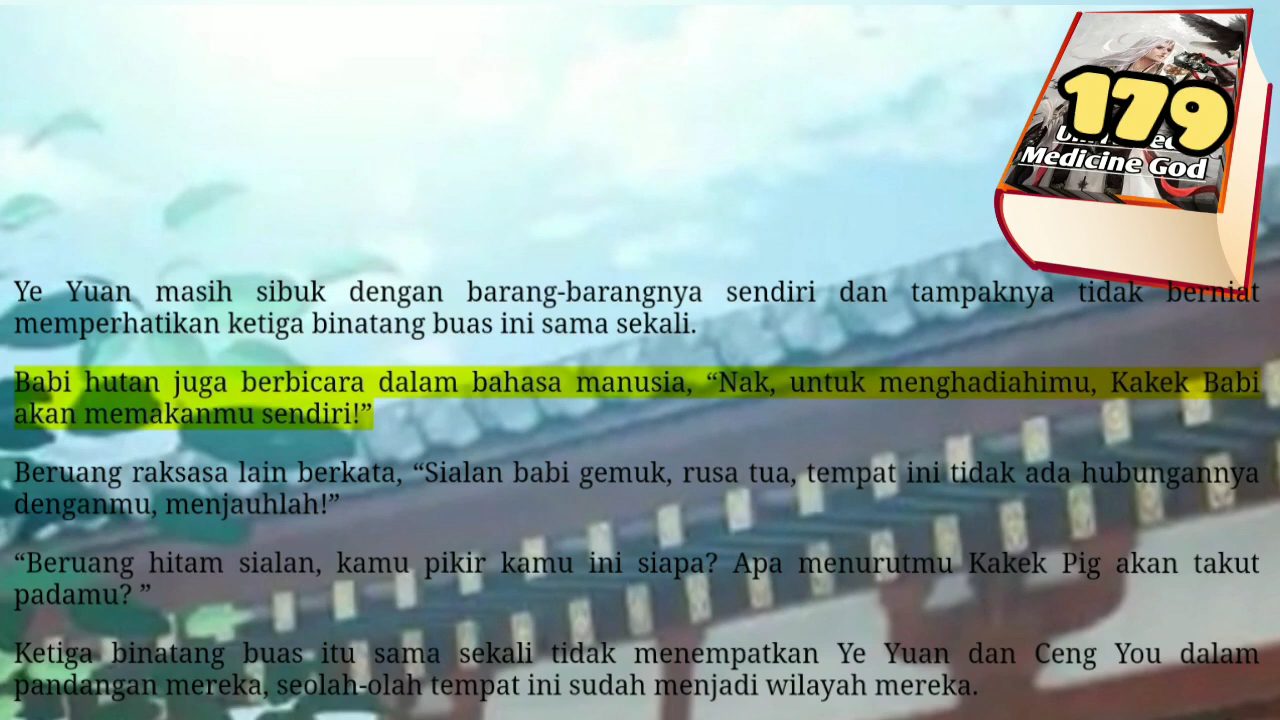 179
Medicine God
Ye Yuan masih sibuk dengan barang-barangnya sendiri dan tampaknya tidak berniat
memperhatikan ketiga binatang buas ini sama sekali.
Babi hutan juga berbicara dalam bahasa manusia, “Nak, untuk menghadiahimu, Kakek Babi
akan memakanmu sendiri!”
Beruang raksasa lain berkata, “Sialan babi gemuk, rusa tua, tempat ini tidak ada hubungannya
denganmu, menjauhlah!”
“Beruang hitam sialan, kamu pikir kamu ini siapa? Apa menurutmu Kakek Pig akan takut
padamu? ”
Ketiga binatang buas itu sama sekali tidak menempatkan Ye Yuan dan Ceng You dalam
pandangan mereka, seolah-olah tempat ini sudah menjadi wilayah mereka.